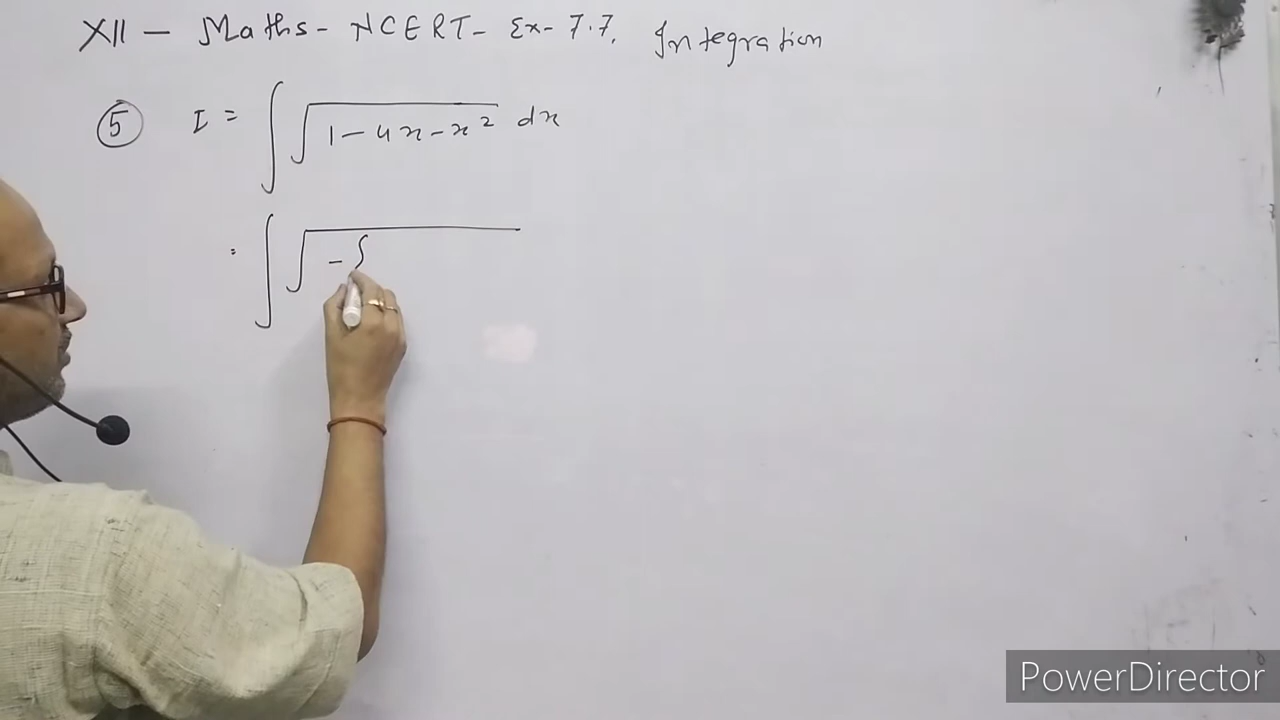 XII - Maths - NCERT - Ex- 7.7. Integration
5 I = ∫ √1 - 4x - x² dx
= ∫ √ - {
PowerDirector